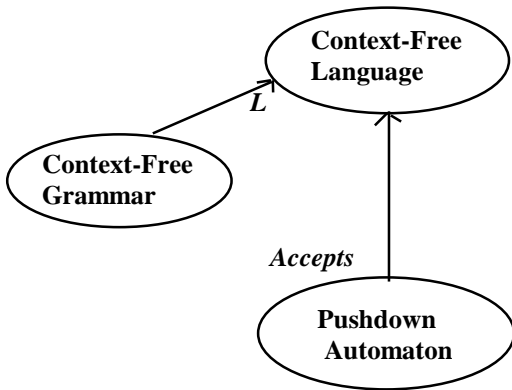 Context-Free
Language
L
Context-Free
Grammar
Accepts
Pushdown
Automaton